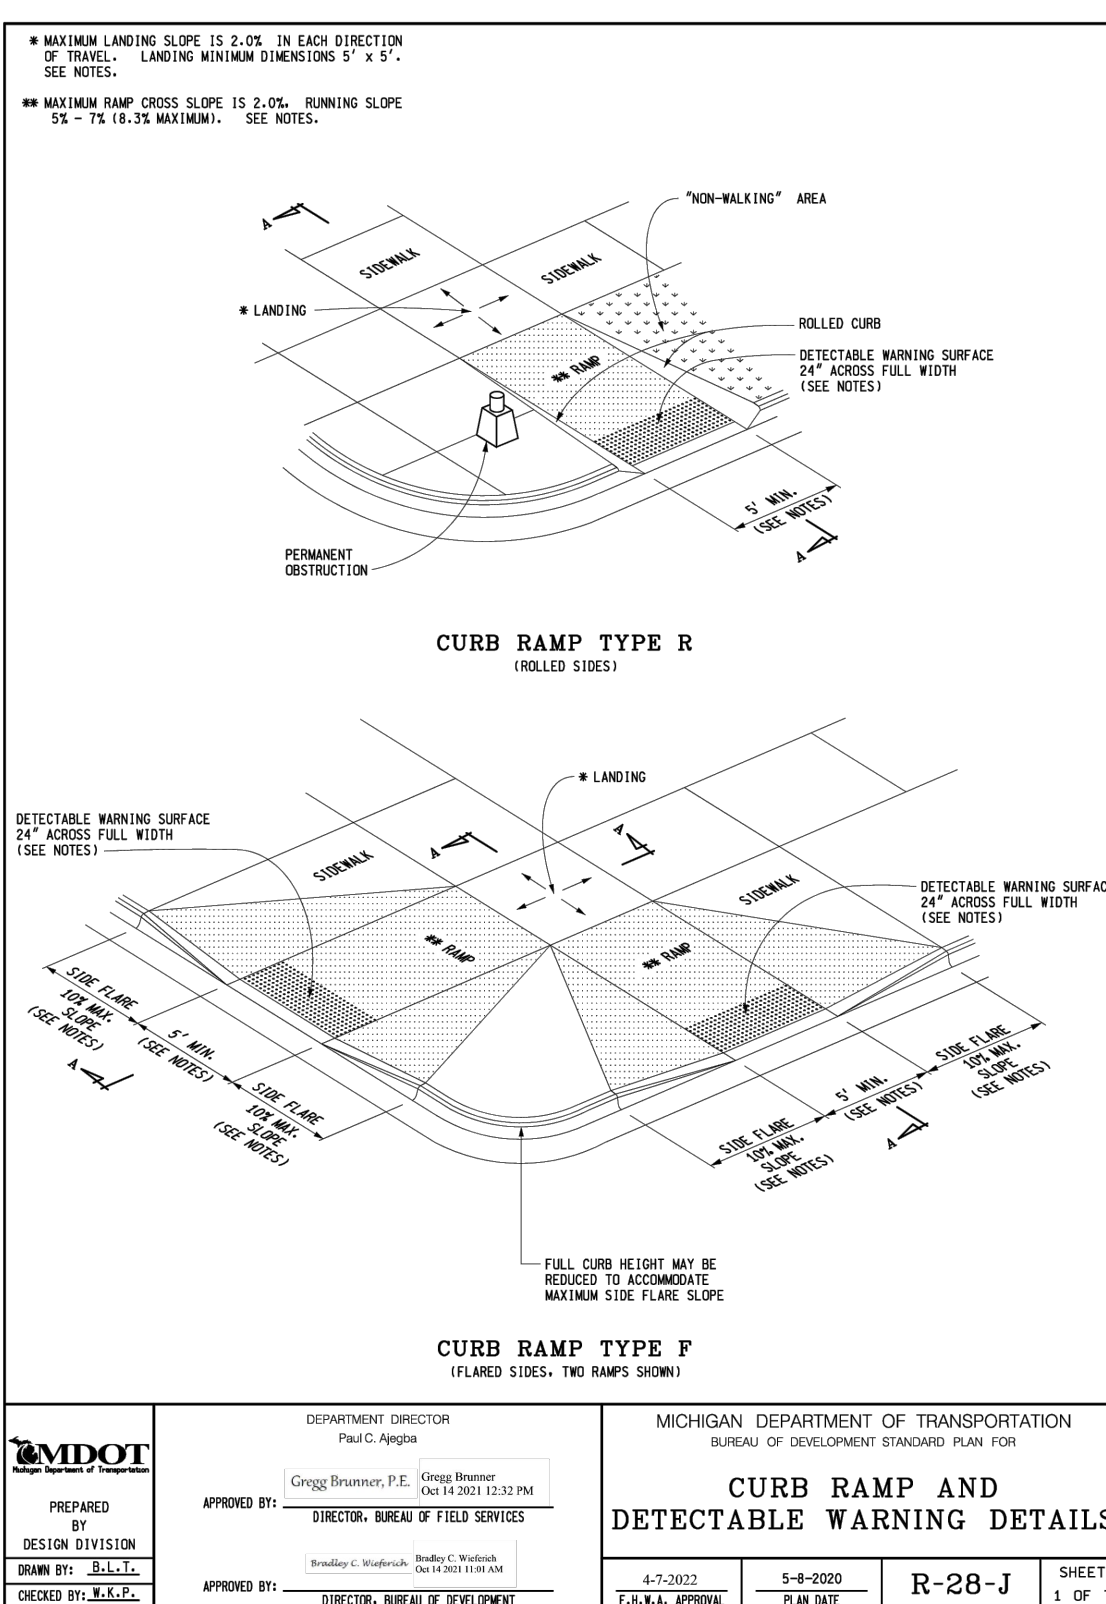 * MAXIMUM LANDING SLOPE IS 2.0% IN EACH DIRECTION
OF TRAVEL. LANDING MINIMUM DIMENSIONS 5' x 5'.
SEE NOTES.
** MAXIMUM RAMP CROSS SLOPE IS 2.0%. RUNNING SLOPE
5% - 7% (8.3% MAXIMUM). SEE NOTES.
"NON-WALKING" AREA
A
SIDEWALK
SIDEWALK
* LANDING
ROLLED CURB
DETECTABLE WARNING SURFACE
24" ACROSS FULL WIDTH
(SEE NOTES)
** RAMP
5' MIN.
(SEE NOTES)
A
PERMANENT
OBSTRUCTION
CURB RAMP TYPE R
(ROLLED SIDES)
* LANDING
DETECTABLE WARNING SURFACE
24" ACROSS FULL WIDTH
(SEE NOTES)
A
A
SIDEWALK
SIDEWALK
DETECTABLE WARNING SURFAC
24" ACROSS FULL WIDTH
(SEE NOTES)
** RAMP
** RAMP
SIDE FLARE
10% MAX.
SLOPE
(SEE NOTES)
5' MIN.
(SEE NOTES)
A
SIDE FLARE
10% MAX.
SLOPE
(SEE NOTES)
SIDE FLARE
10% MAX.
SLOPE
(SEE NOTES)
5' MIN.
(SEE NOTES)
A
SIDE FLARE
10% MAX.
SLOPE
(SEE NOTES)
FULL CURB HEIGHT MAY BE
REDUCED TO ACCOMMODATE
MAXIMUM SIDE FLARE SLOPE
CURB RAMP TYPE F
(FLARED SIDES, TWO RAMPS SHOWN)
MDOT
Michigan Department of Transportation
PREPARED
BY
DESIGN DIVISION
DRAWN BY: B.L.T.
CHECKED BY: W.K.P.
DEPARTMENT DIRECTOR
Paul C. Ajegba
Gregg Brunner, P.E.
Gregg Brunner
Oct 14 2021 12:32 PM
APPROVED BY:
DIRECTOR, BUREAU OF FIELD SERVICES
Bradley C. Wieferich
Bradley C. Wieferich
Oct 14 2021 11:01 AM
APPROVED BY:
DIRECTOR, BUREAU OF DEVELOPMENT
MICHIGAN DEPARTMENT OF TRANSPORTATION
BUREAU OF DEVELOPMENT STANDARD PLAN FOR
CURB RAMP AND
DETECTABLE WARNING DETAILS
4-7-2022
F.H.W.A. APPROVAL
5-8-2020
PLAN DATE
R-28-J
SHEET
1 OF